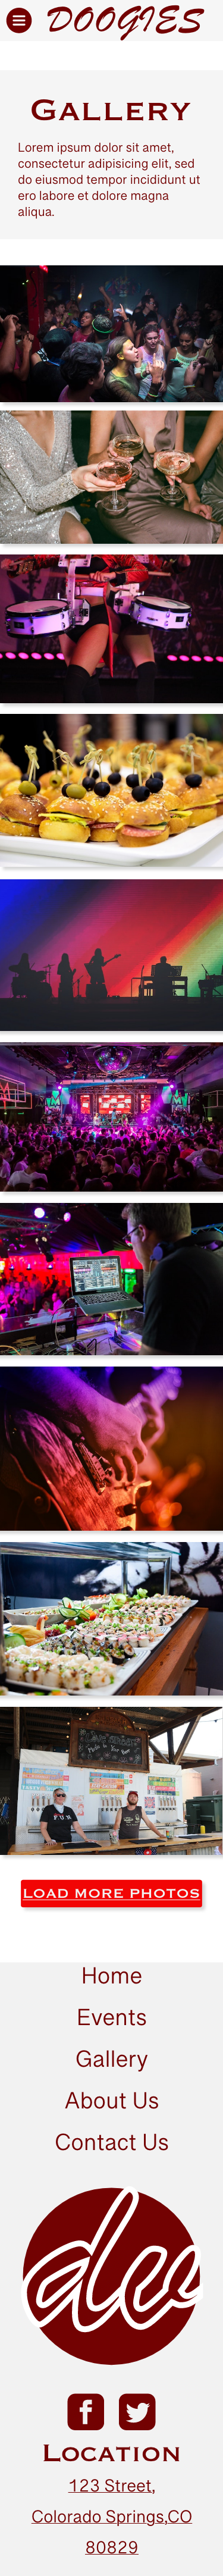 DOOGIES
GALLERY
Lorem ipsum dolor sit amet,
consectetur adipisicing elit, sed
do eiusmod tempor incididunt ut
ero labore et dolore magna
aliqua.
LOAD MORE PHOTOS
Home
Events
Gallery
About Us
Contact Us
LOCATION
123 Street,
Colorado Springs,CO
80829